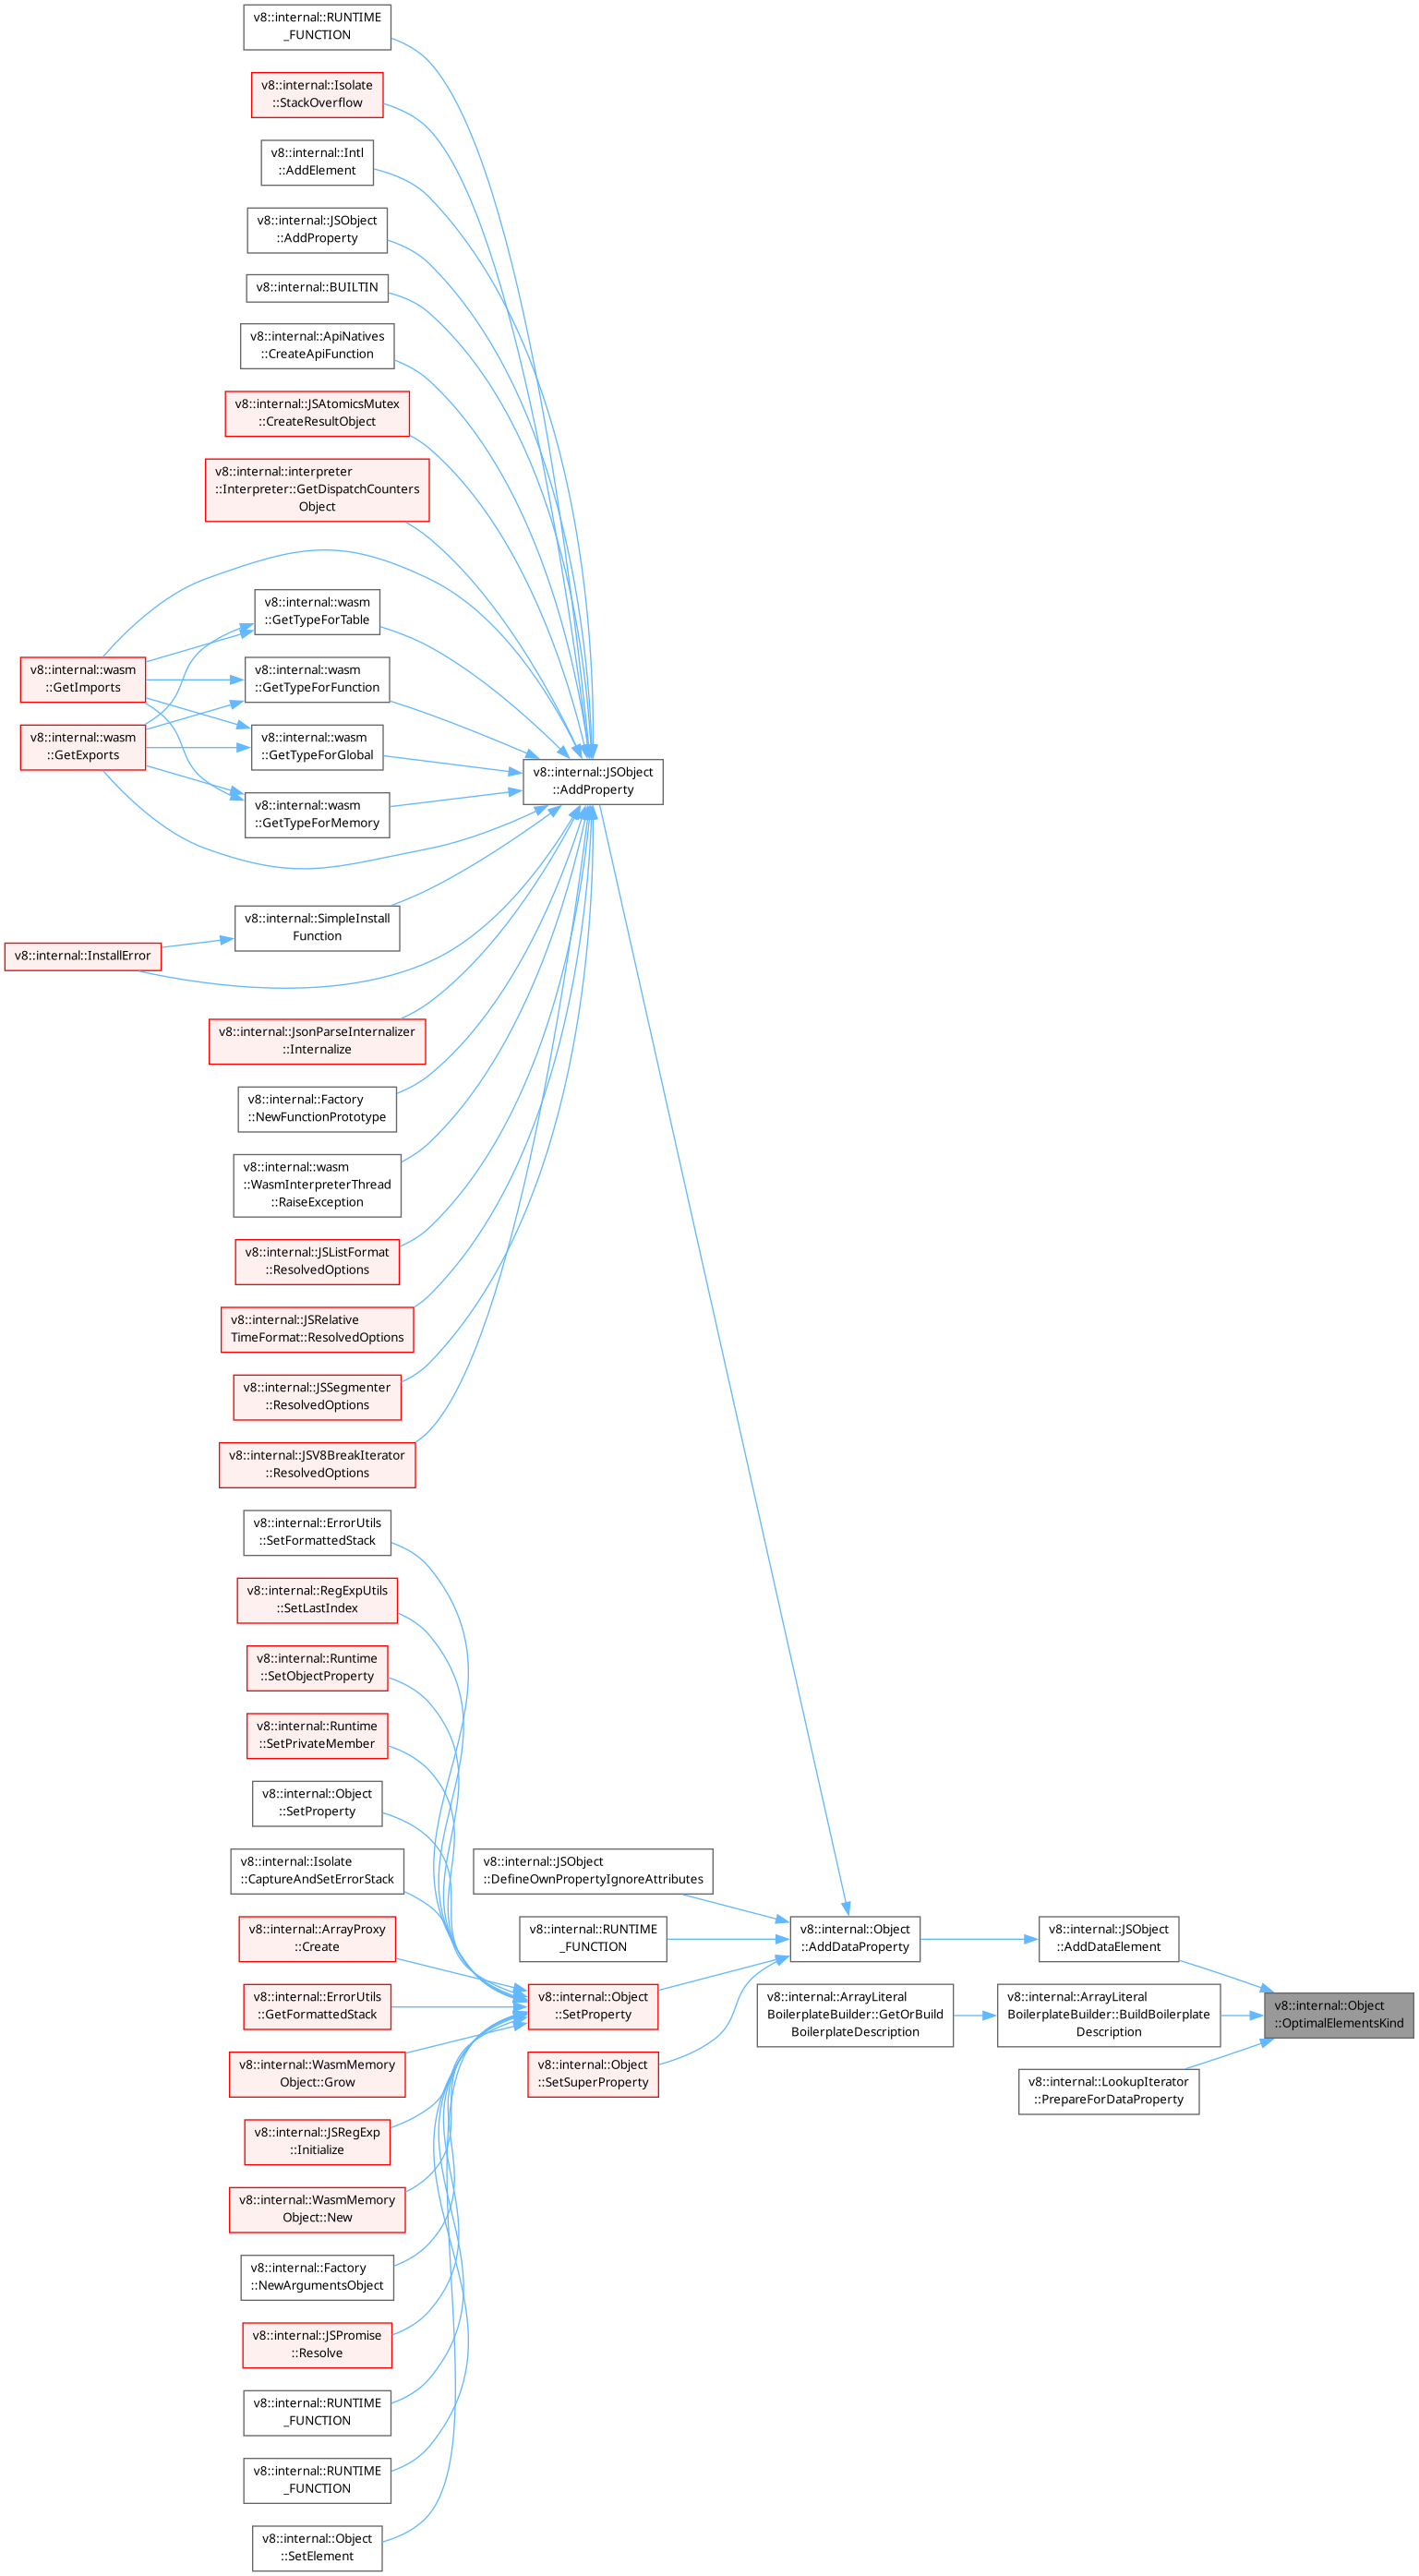 v8::internal::RUNTIME
_FUNCTION
v8::internal::Isolate
::StackOverflow
v8::internal::Intl
::AddElement
v8::internal::JSObject
::AddProperty
v8::internal::BUILTIN
v8::internal::ApiNatives
::CreateApiFunction
v8::internal::JSAtomicsMutex
::CreateResultObject
v8::internal::interpreter
::Interpreter::GetDispatchCounters
Object
v8::internal::wasm
::GetTypeForTable
v8::internal::wasm
::GetImports
v8::internal::wasm
::GetTypeForFunction
v8::internal::wasm
::GetExports
v8::internal::wasm
::GetTypeForGlobal
v8::internal::JSObject
::AddProperty
v8::internal::wasm
::GetTypeForMemory
v8::internal::SimpleInstall
Function
v8::internal::InstallError
v8::internal::JsonParseInternalizer
::Internalize
v8::internal::Factory
::NewFunctionPrototype
v8::internal::wasm
::WasmInterpreterThread
::RaiseException
v8::internal::JSListFormat
::ResolvedOptions
v8::internal::JSRelative
TimeFormat::ResolvedOptions
v8::internal::JSSegmenter
::ResolvedOptions
v8::internal::JSV8BreakIterator
::ResolvedOptions
v8::internal::ErrorUtils
::SetFormattedStack
v8::internal::RegExpUtils
::SetLastIndex
v8::internal::Runtime
::SetObjectProperty
v8::internal::Runtime
::SetPrivateMember
v8::internal::Object
::SetProperty
v8::internal::Isolate
::CaptureAndSetErrorStack
v8::internal::JSObject
::DefineOwnPropertyIgnoreAttributes
v8::internal::ArrayProxy
::Create
v8::internal::RUNTIME
_FUNCTION
v8::internal::Object
::AddDataProperty
v8::internal::JSObject
::AddDataElement
v8::internal::ErrorUtils
::GetFormattedStack
v8::internal::Object
::SetProperty
v8::internal::ArrayLiteral
BoilerplateBuilder::GetOrBuild
BoilerplateDescription
v8::internal::ArrayLiteral
BoilerplateBuilder::BuildBoilerplate
Description
v8::internal::Object
::OptimalElementsKind
v8::internal::WasmMemory
Object::Grow
v8::internal::Object
::SetSuperProperty
v8::internal::LookupIterator
::PrepareForDataProperty
v8::internal::JSRegExp
::Initialize
v8::internal::WasmMemory
Object::New
v8::internal::Factory
::NewArgumentsObject
v8::internal::JSPromise
::Resolve
v8::internal::RUNTIME
_FUNCTION
v8::internal::RUNTIME
_FUNCTION
v8::internal::Object
::SetElement